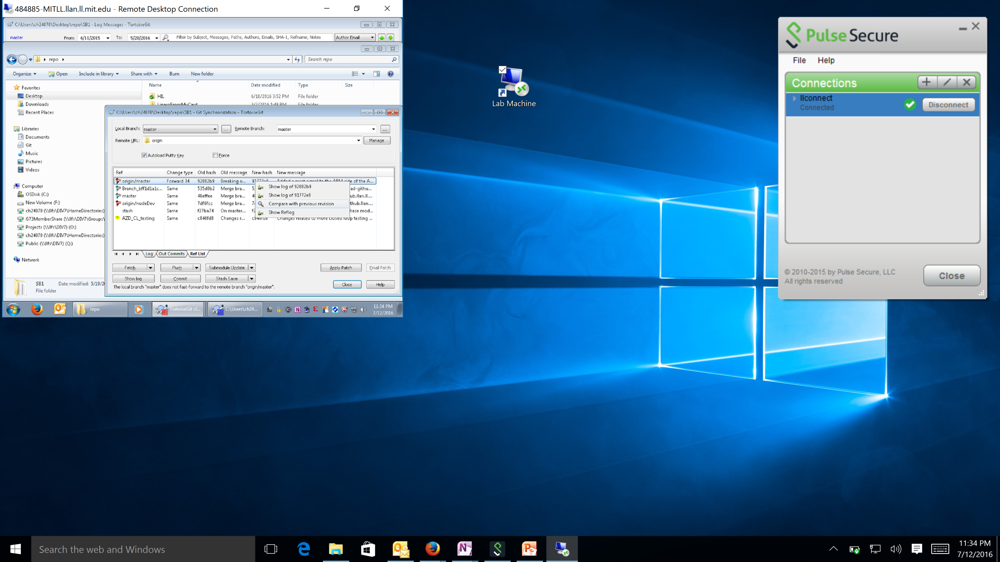 484885-MITLL.llan.ll.mit.edu - Remote Desktop Connection
C:\Users\ch24070\Desktop\repo\SB1 - Log Messages - TortoiseGit
master From: 6/11/2015 To: 5/20/2016 Filter by Subject, Messages, Paths, Authors, Emails, SHA-1, Refname, Notes Author Email
repo Search repo
Organize Open Include in library Share with Burn New folder
Name Date modified Type Size
HIL 6/10/2016 3:52 PM File folder
LinaroFromMyCard 3/2/2016 1:49 PM File folder
Favorites
Desktop
Downloads
Recent Places
Libraries
Documents
Git
Music
Pictures
Videos
Computer
OSDisk (C:)
New Volume (F:)
ch24070 (\\llfs\DIV7\HomeDirectories)
G73MemberShare (\\llfs\DIV7\Groups\
Projects (\\llfs\DIV7) (O:)
ch24070 (\\llfs\DIV7\HomeDirectories)
Public (\\llfs\DIV7) (Q:)
Network
SB1 Date modified: 5/19/2
File folder
C:\Users\ch24070\Desktop\repo\SB1 - Git Synchronization - TortoiseGit
Local Branch: master ... Remote Branch: master ...
Remote URL: origin Manage
Autoload Putty Key Force
Ref Change type Old hash Old message New hash New message
origin/master Forward 34 92882b9 Breaking o... 91772e0 Added a reset signal to the ARM side of the A...
Branch_bff1d1a1c... Same 535d0b2 Merge bra... 5 ad-githu...
master Same 48effee Merge bra... 4 ub.llan.ll....
origin/nodeDev Same 7df6fcc Merge bra... 7 thub.llan....
stash Same f27ba74 On master... f2 hase mod...
AZD_CL_testing Same c846fd8 Changes r... c846fd8 Changes related to more closed loop testing ...
Show log of 92882b9
Show log of 91772e0
Compare with previous revision
Show Reflog
Log Out Commits Ref List
Fetch Push Submodule Update Apply Patch Email Patch
Show log Commit Stash Save
Close Help
The local branch "master" does not fast-forward to the remote branch "origin/master".
repo TortoiseGit cl... C:\Users\ch24... 11:34 PM
7/12/2016
Lab Machine
Pulse Secure
File Help
Connections
llconnect
Connected
Disconnect
© 2010-2015 by Pulse Secure, LLC
All rights reserved
Close
Search the web and Windows
11:34 PM
7/12/2016